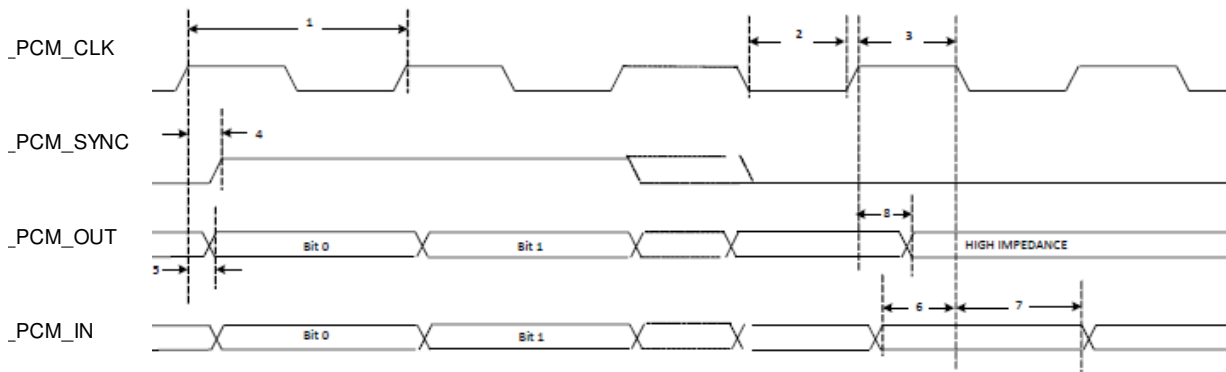 1
2
3
_PCM_CLK
4
_PCM_SYNC
8
_PCM_OUT
Bit 0
Bit 1
HIGH IMPEDANCE
5
6
7
_PCM_IN
Bit 0
Bit 1